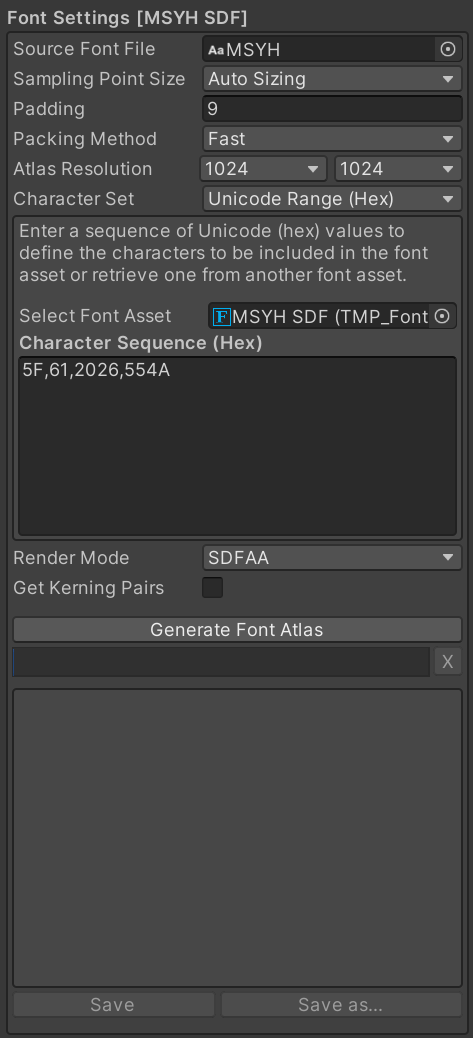 Font Settings [MSYH SDF]
Source Font File AaMSYH
Sampling Point Size Auto Sizing
Padding 9
Packing Method Fast
Atlas Resolution 1024 1024
Character Set Unicode Range (Hex)
Enter a sequence of Unicode (hex) values to
define the characters to be included in the font
asset or retrieve one from another font asset.
Select Font Asset F MSYH SDF (TMP_Font
Character Sequence (Hex)
5F,61,2026,554A
Render Mode SDFAA
Get Kerning Pairs
Generate Font Atlas
X
Save Save as...